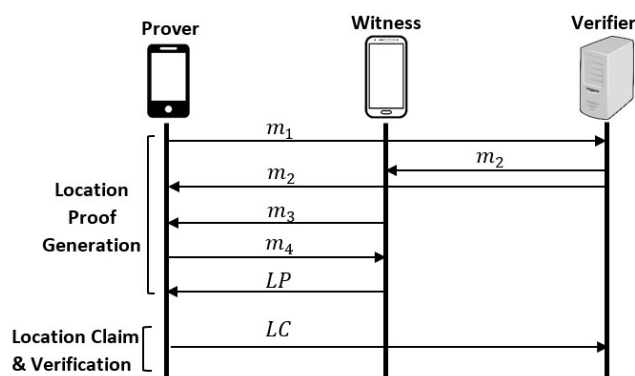 Prover
Witness
Verifier
m₁
m₂
m₂
Location
Proof
Generation
m₃
m₄
LP
Location Claim
& Verification
LC